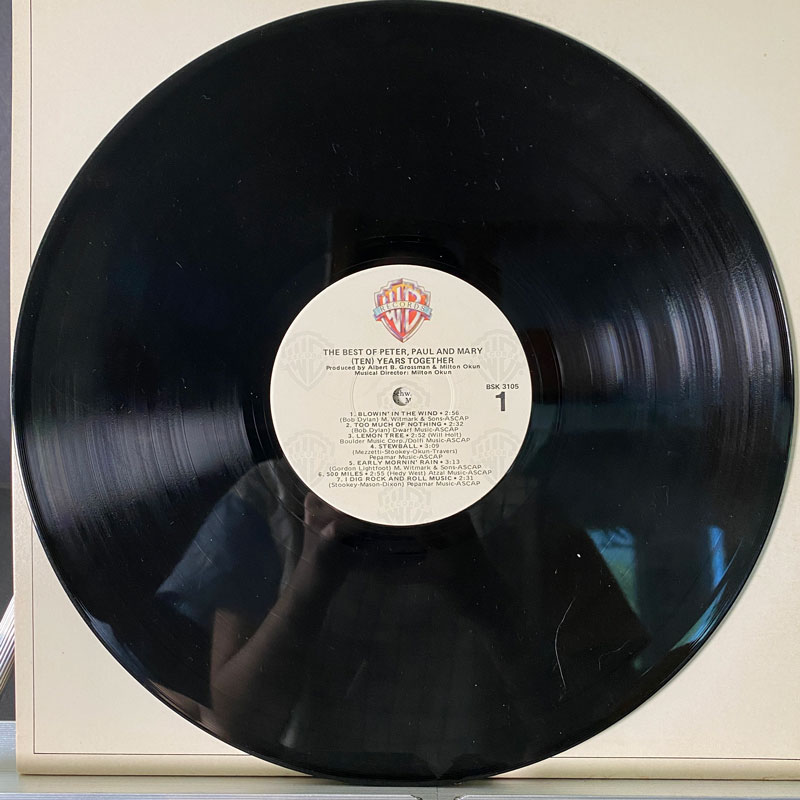 WB
RECORDS
THE BEST OF PETER, PAUL AND MARY
(TEN) YEARS TOGETHER
Produced by Albert B. Grossman & Milton Okun
Musical Director: Milton Okun
BSK 3105
1
1. BLOWIN' IN THE WIND • 2:56
(Bob Dylan) M. Witmark & Sons-ASCAP
2. TOO MUCH OF NOTHING • 2:32
(Bob Dylan) Dwarf Music-ASCAP
3. LEMON TREE • 2:52 (Will Holt)
Boulder Music Corp./Dolfi Music-ASCAP
4. STEWBALL • 3:09
(Mezzetti-Stookey-Okun-Travers)
Pepamar Music-ASCAP
5. EARLY MORNIN' RAIN • 3:13
(Gordon Lightfoot) M. Witmark & Sons-ASCAP
6. 500 MILES • 2:55 (Hedy West) Atzal Music-ASCAP
7. I DIG ROCK AND ROLL MUSIC • 2:31
(Stookey-Mason-Dixon) Pepamar Music-ASCAP